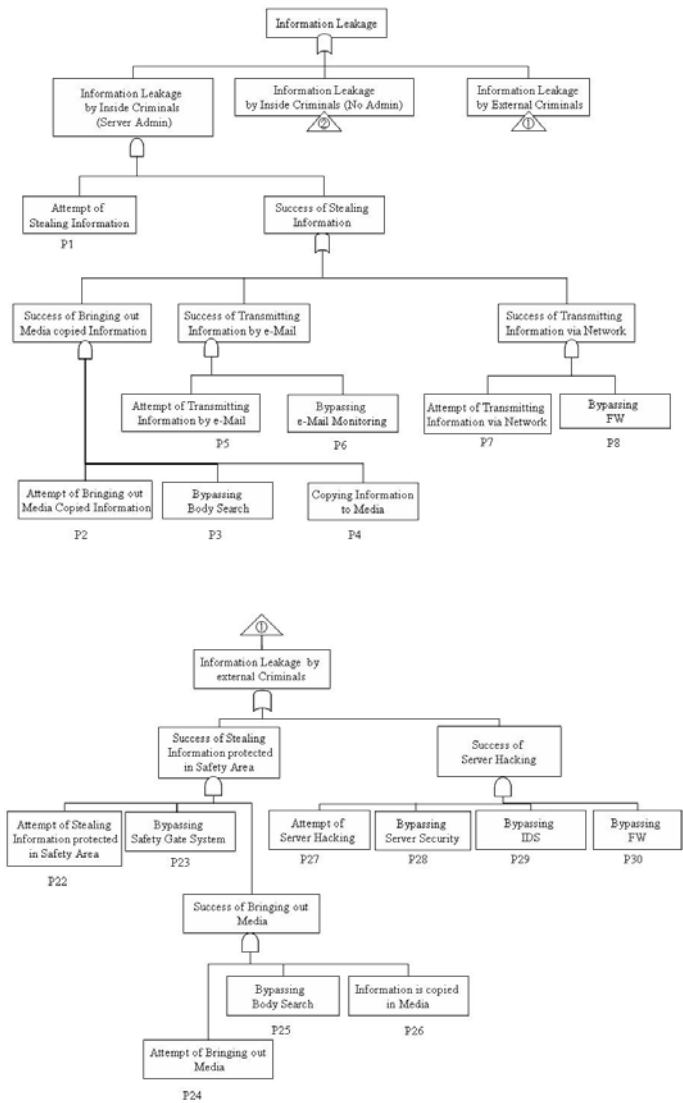 Information Leakage
Information Leakage
by Inside Criminals
(Server Admin)
Information Leakage
by Inside Criminals (No Admin)
②
Information Leakage
by External Criminals
①
Attempt of
Stealing Information
P1
Success of Stealing
Information
Success of Bringing out
Media copied Information
Success of Transmitting
Information by e-Mail
Success of Transmitting
Information via Network
Attempt of Transmitting
Information by e-Mail
P5
Bypassing
e-Mail Monitoring
P6
Attempt of Transmitting
Information via Network
P7
Bypassing
FW
P8
Attempt of Bringing out
Media Copied Information
P2
Bypassing
Body Search
P3
Copying Information
to Media
P4
①
Information Leakage by
external Criminals
Success of Stealing
Information protected
in Safety Area
Success of
Server Hacking
Attempt of Stealing
Information protected
in Safety Area
P22
Bypassing
Safety Gate System
P23
Attempt of
Server Hacking
P27
Bypassing
Server Security
P28
Bypassing
IDS
P29
Bypassing
FW
P30
Success of Bringing out
Media
Bypassing
Body Search
P25
Information is copied
in Media
P26
Attempt of Bringing out
Media
P24